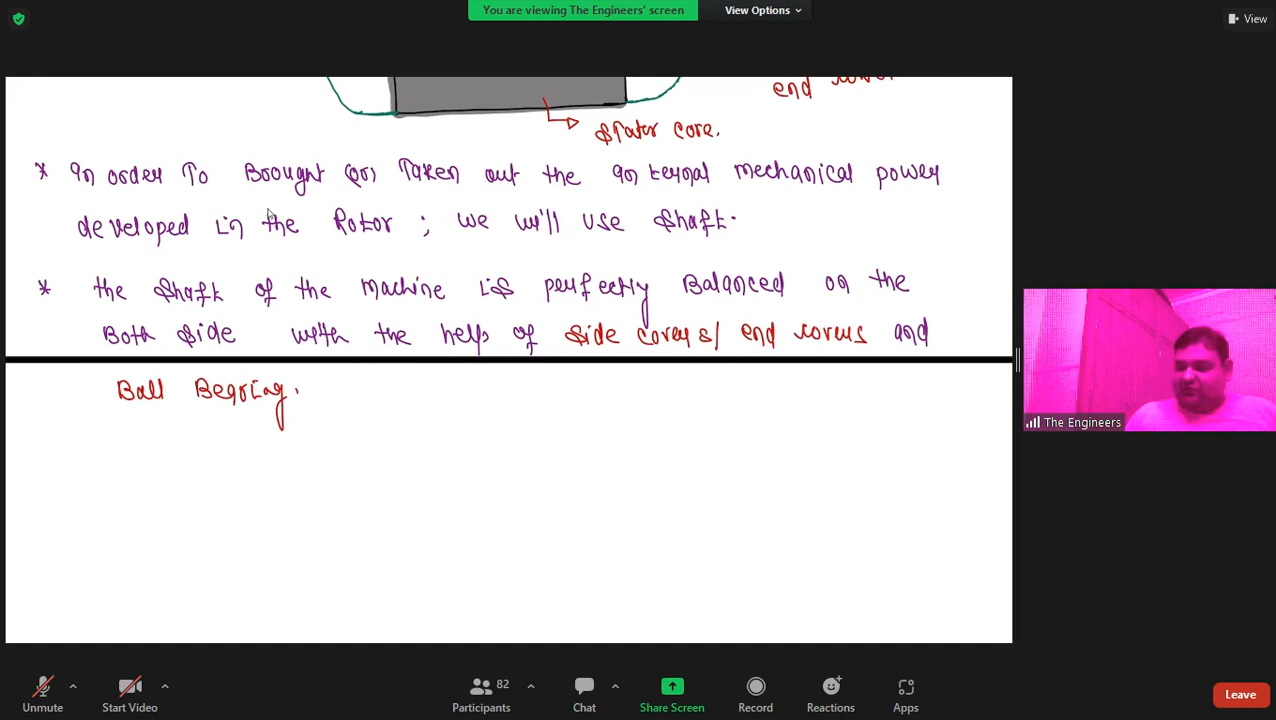 You are viewing The Engineers' screen
View Options
View
end cover
Stator core.
* In order To Brought (or) Taken out the Internal mechanical power
developed in the Rotor ; we will use shaft.
* the shaft of the Machine is perfectly Balanced on the
Both side with the help of side covers/ end covers and
Ball Bearing.
The Engineers
Unmute
Start Video
82
Participants
Chat
Share Screen
Record
Reactions
Apps
Leave